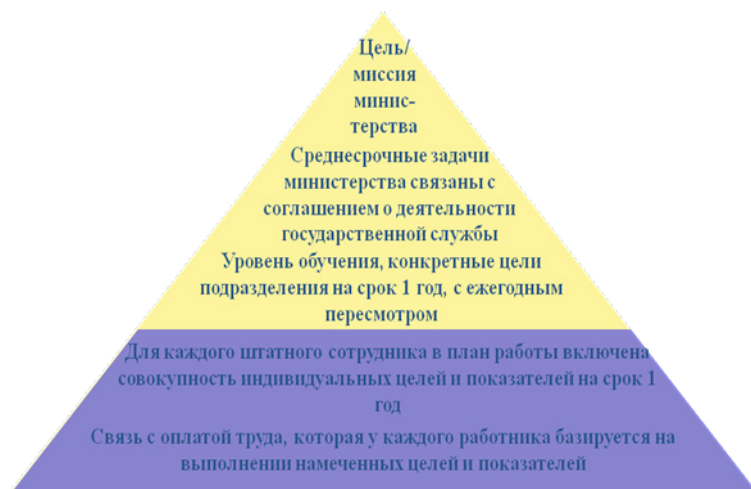 Цель/
миссия
минис-
терства
Среднесрочные задачи
министерства связаны с
соглашением о деятельности
государственной службы
Уровень обучения, конкретные цели
подразделения на срок 1 год, с ежегодным
пересмотром
Для каждого штатного сотрудника в план работы включена
совокупность индивидуальных целей и показателей на срок 1
год
Связь с оплатой труда, которая у каждого работника базируется на
выполнении намеченных целей и показателей